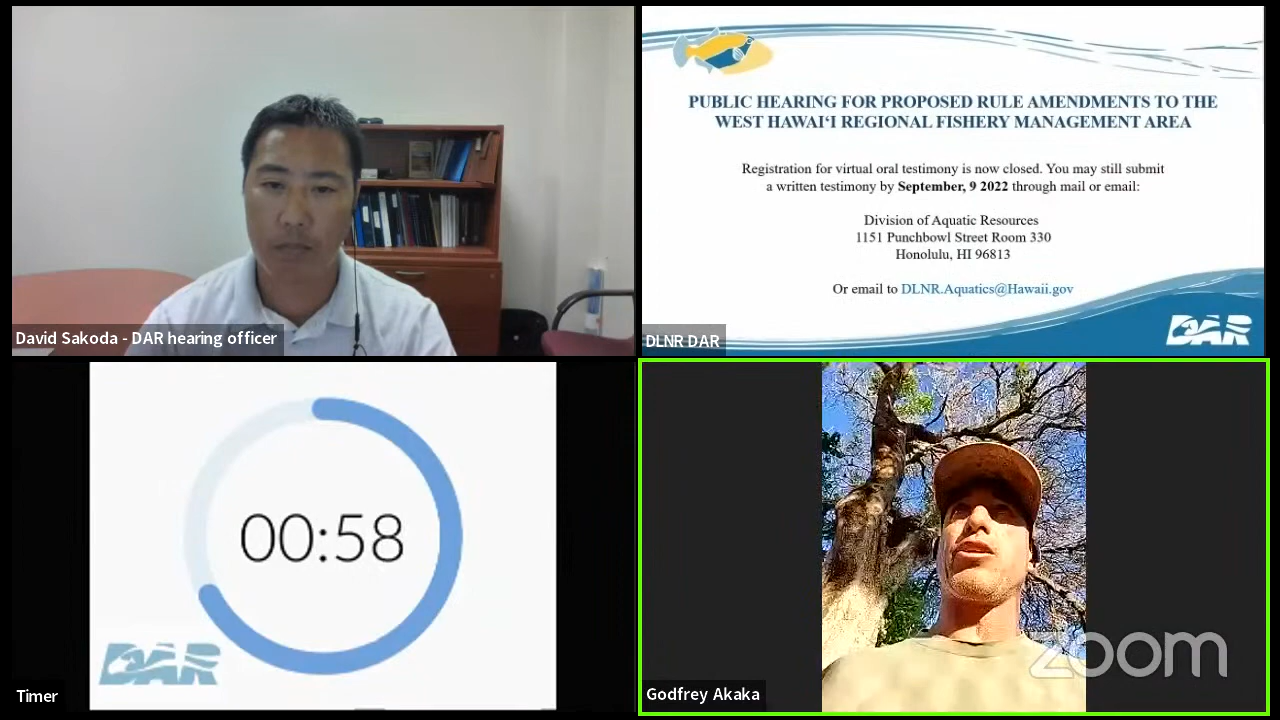 David Sakoda - DAR hearing officer
PUBLIC HEARING FOR PROPOSED RULE AMENDMENTS TO THE
WEST HAWAIʻI REGIONAL FISHERY MANAGEMENT AREA
Registration for virtual oral testimony is now closed. You may still submit
a written testimony by September, 9 2022 through mail or email:
Division of Aquatic Resources
1151 Punchbowl Street Room 330
Honolulu, HI 96813
Or email to DLNR.Aquatics@Hawaii.gov
DAR
DLNR DAR
00:58
DAR
Timer
Godfrey Akaka
zoom